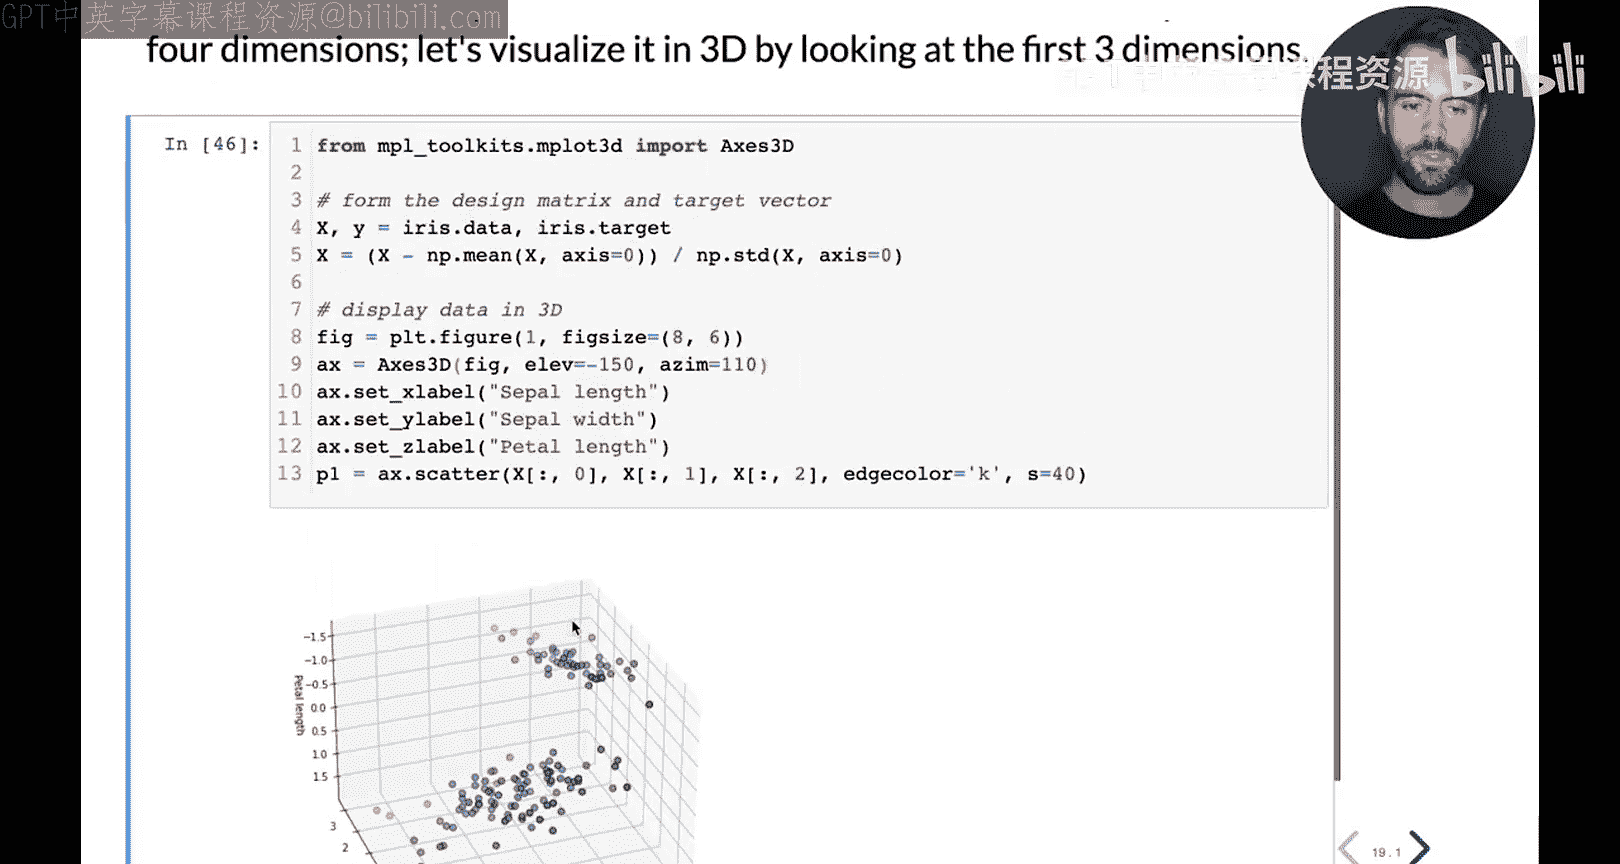 GPT中英字幕课程资源@bilibili.com
four dimensions; let's visualize it in 3D by looking at the first 3 dimensions.
课程资源 bilibili
In [46]:
1 from mpl_toolkits.mplot3d import Axes3D
2
3 # form the design matrix and target vector
4 X, y = iris.data, iris.target
5 X = (X - np.mean(X, axis=0)) / np.std(X, axis=0)
6
7 # display data in 3D
8 fig = plt.figure(1, figsize=(8, 6))
9 ax = Axes3D(fig, elev=-150, azim=110)
10 ax.set_xlabel("Sepal length")
11 ax.set_ylabel("Sepal width")
12 ax.set_zlabel("Petal length")
13 pl = ax.scatter(X[:, 0], X[:, 1], X[:, 2], edgecolor='k', s=40)
-1.5
-1.0
-0.5
0.0
0.5
1.0
1.5
Petal length
3
2
19.1